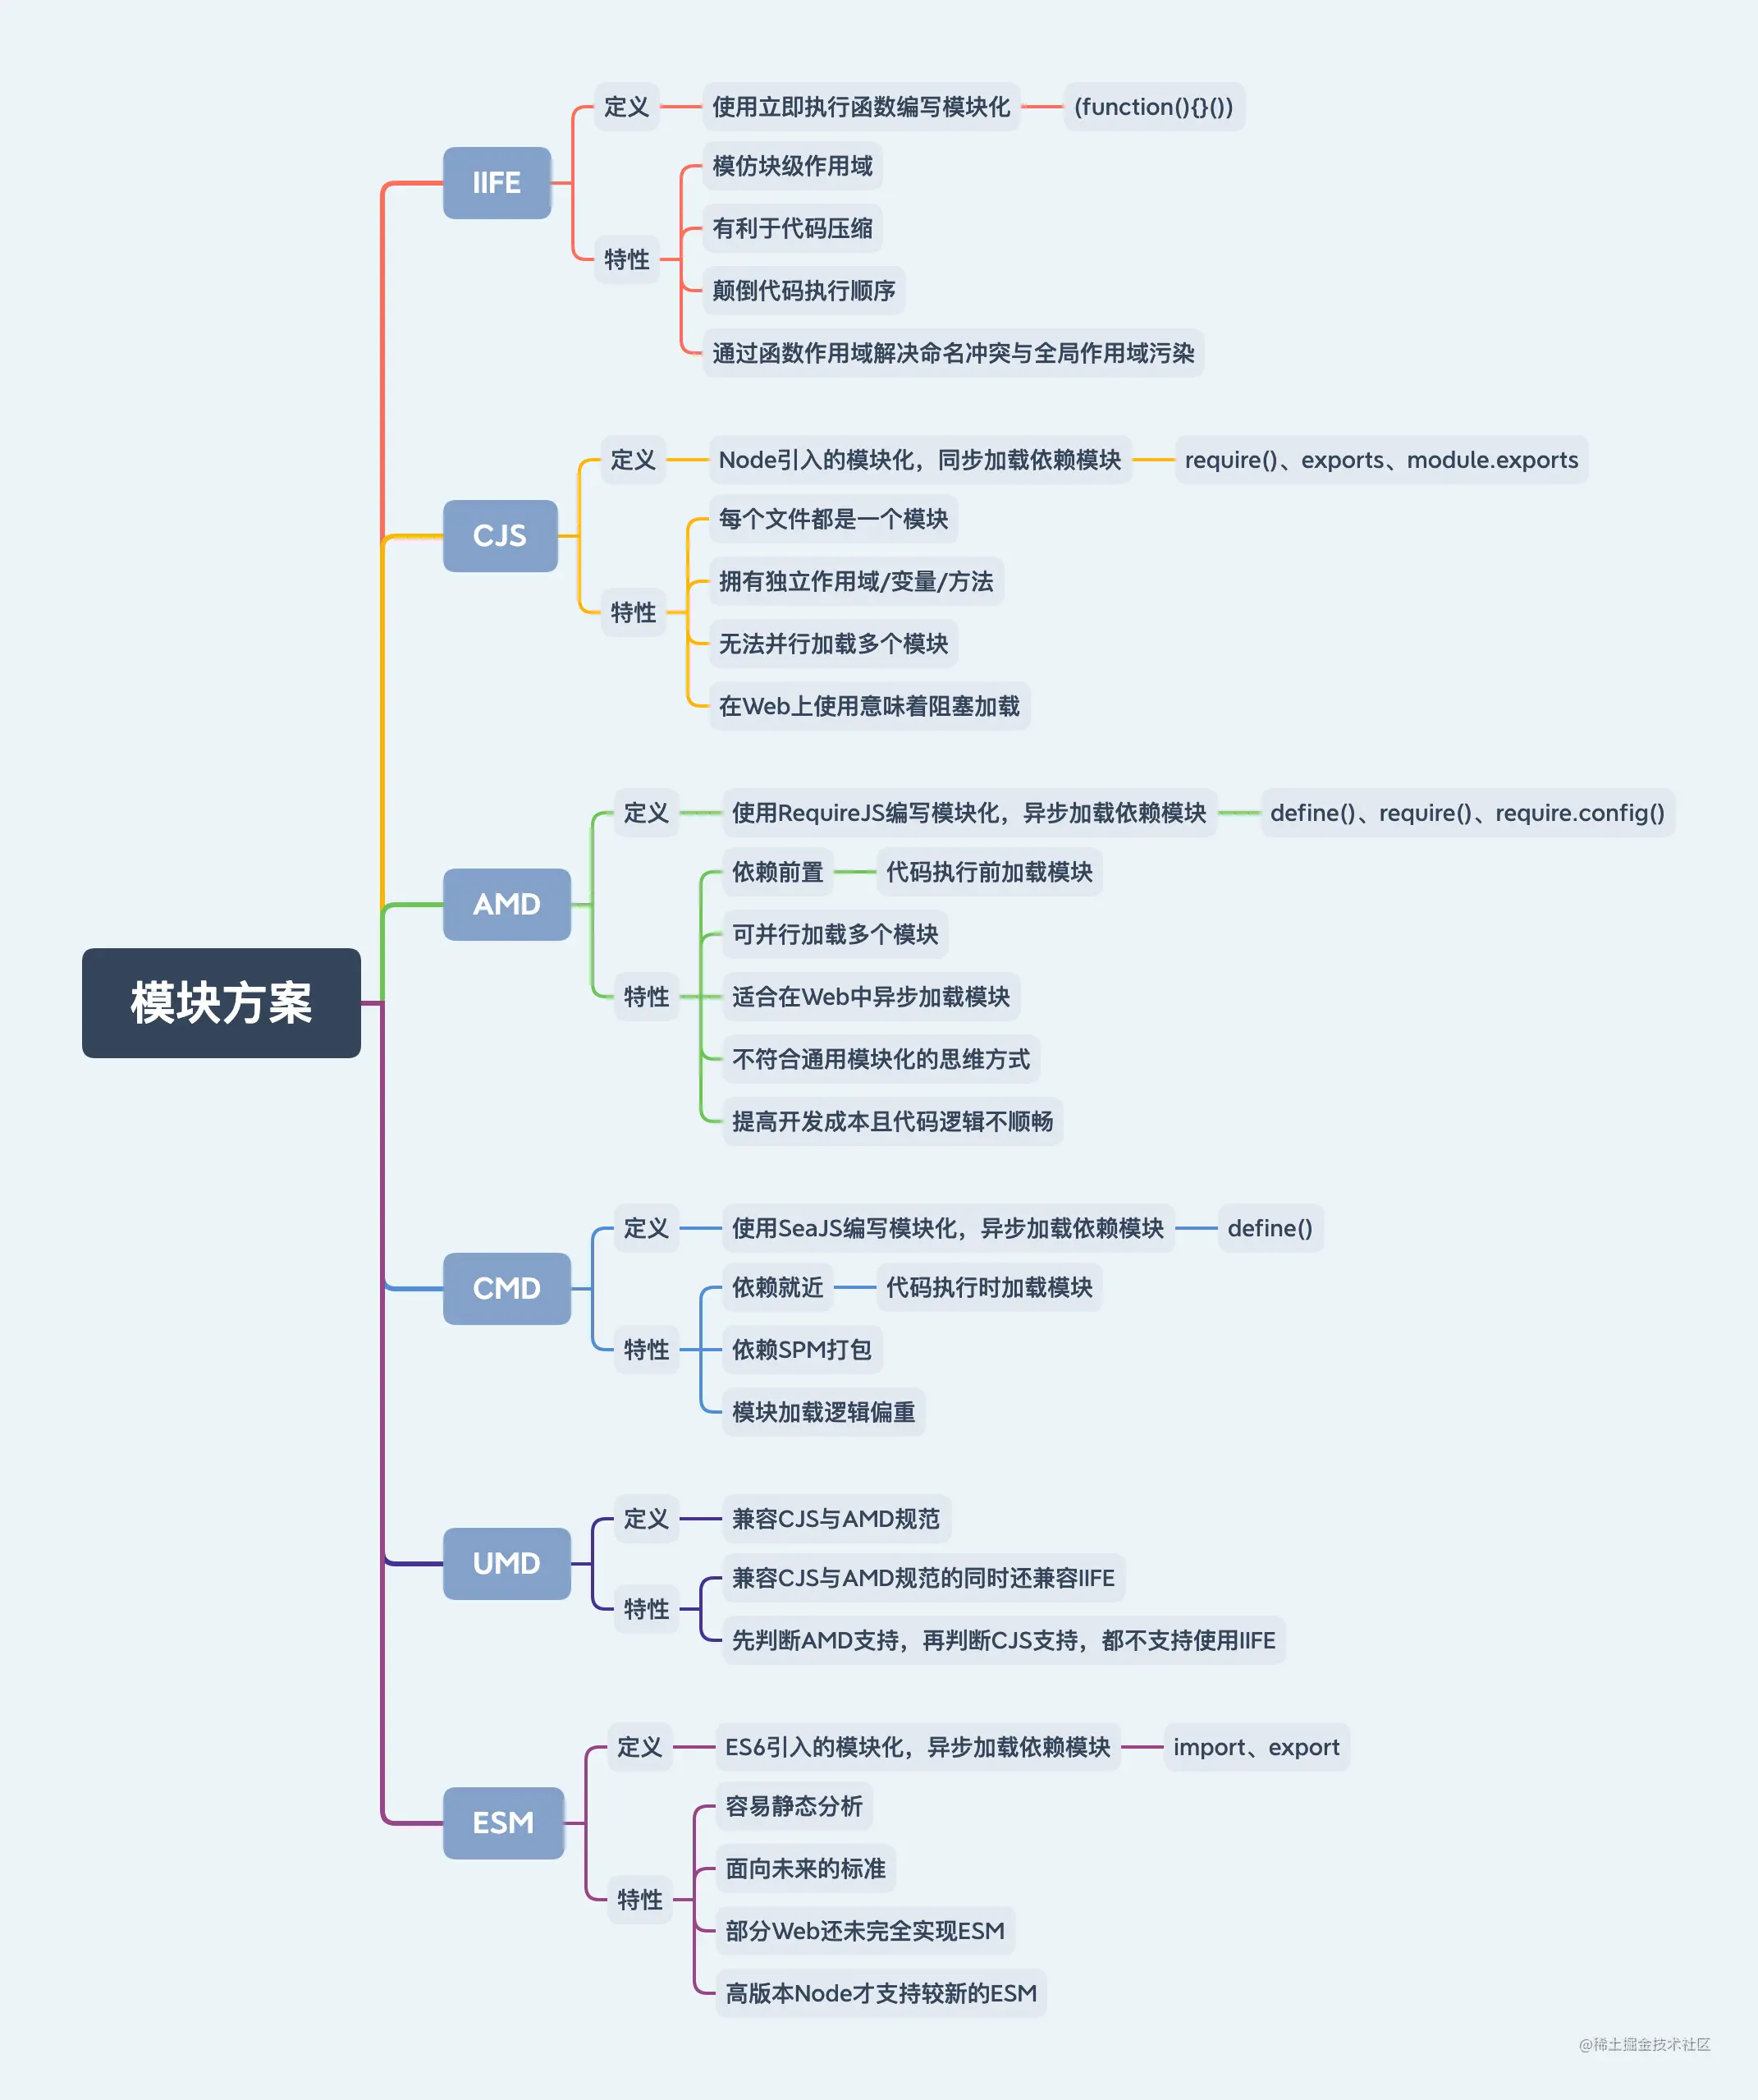 模块方案
IIFE
定义
使用立即执行函数编写模块化
(function(){}())
特性
模仿块级作用域
有利于代码压缩
颠倒代码执行顺序
通过函数作用域解决命名冲突与全局作用域污染
CJS
定义
Node引入的模块化，同步加载依赖模块
require()、exports、module.exports
特性
每个文件都是一个模块
拥有独立作用域/变量/方法
无法并行加载多个模块
在Web上使用意味着阻塞加载
AMD
定义
使用RequireJS编写模块化，异步加载依赖模块
define()、require()、require.config()
特性
依赖前置
代码执行前加载模块
可并行加载多个模块
适合在Web中异步加载模块
不符合通用模块化的思维方式
提高开发成本且代码逻辑不顺畅
CMD
定义
使用SeaJS编写模块化，异步加载依赖模块
define()
特性
依赖就近
代码执行时加载模块
依赖SPM打包
模块加载逻辑偏重
UMD
定义
兼容CJS与AMD规范
特性
兼容CJS与AMD规范的同时还兼容IIFE
先判断AMD支持，再判断CJS支持，都不支持使用IIFE
ESM
定义
ES6引入的模块化，异步加载依赖模块
import、export
特性
容易静态分析
面向未来的标准
部分Web还未完全实现ESM
高版本Node才支持较新的ESM
@稀土掘金技术社区